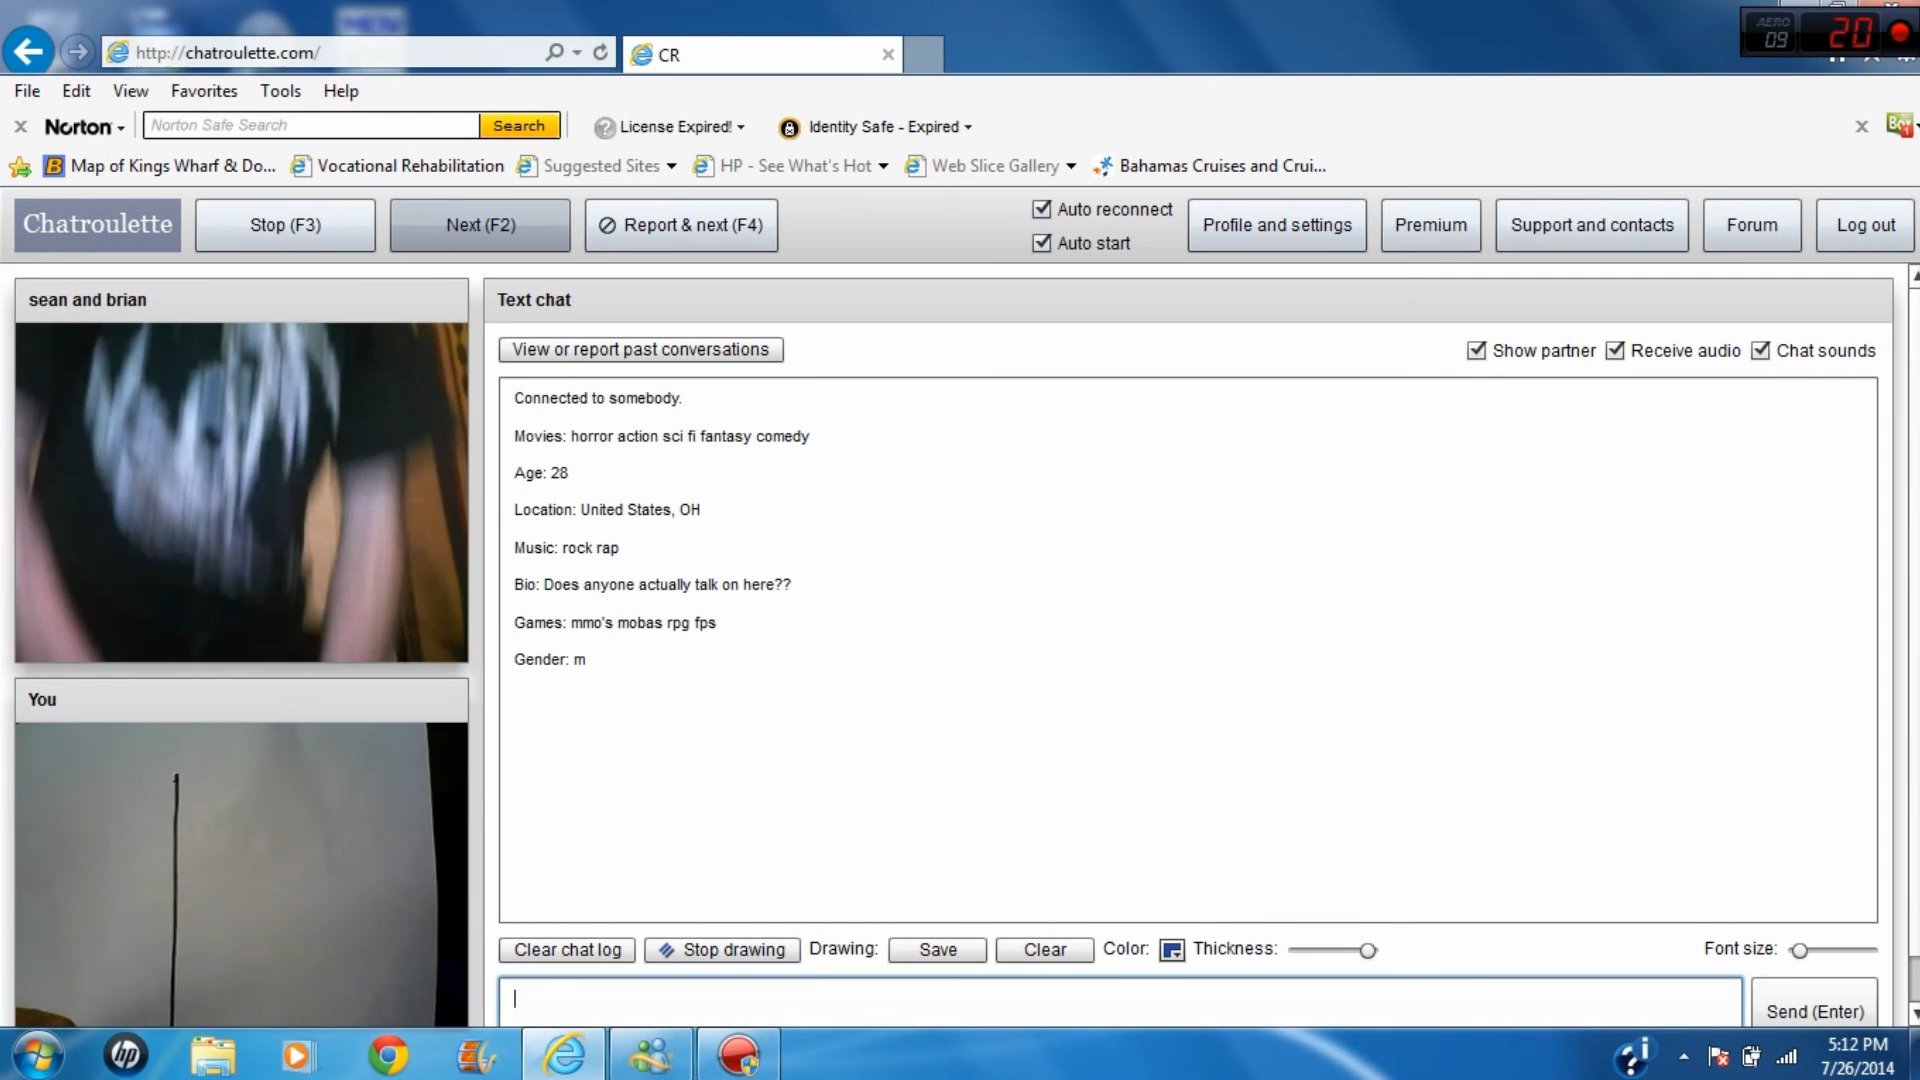 AERO
09
20
http://chatroulette.com/
CR
File Edit View Favorites Tools Help
Norton Norton Safe Search Search License Expired! Identity Safe - Expired
Map of Kings Wharf & Do... Vocational Rehabilitation Suggested Sites HP - See What's Hot Web Slice Gallery Bahamas Cruises and Crui...
Chatroulette Stop (F3) Next (F2) Report & next (F4) Auto reconnect Profile and settings Premium Support and contacts Forum Log out
Auto start
sean and brian
Text chat
View or report past conversations Show partner Receive audio Chat sounds
Connected to somebody.
Movies: horror action sci fi fantasy comedy
Age: 28
Location: United States, OH
Music: rock rap
Bio: Does anyone actually talk on here??
Games: mmo's mobas rpg fps
Gender: m
You
Clear chat log Stop drawing Drawing: Save Clear Color: Thickness: Font size:
Send (Enter)
hp
5:12 PM
7/26/2014